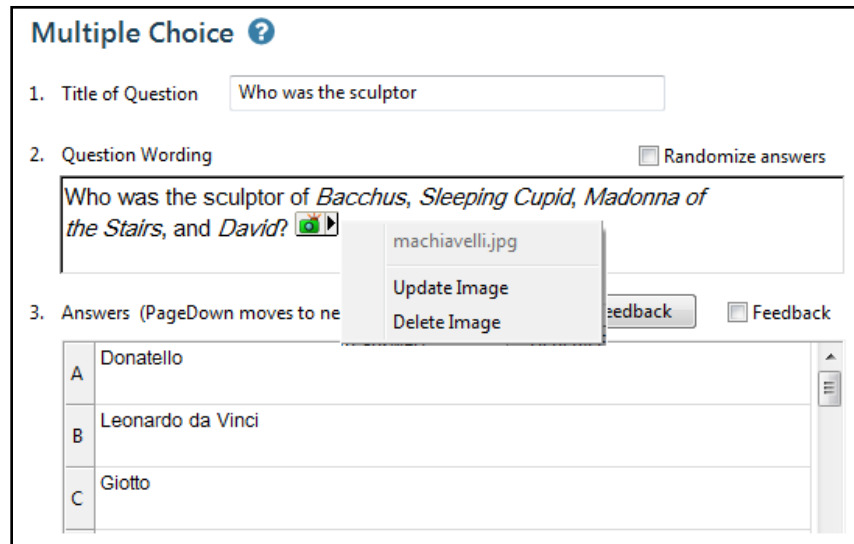 Multiple Choice ?
1. Title of Question Who was the sculptor
2. Question Wording Randomize answers
Who was the sculptor of Bacchus, Sleeping Cupid, Madonna of
the Stairs, and David?
machiavelli.jpg
Update Image
Delete Image
3. Answers (PageDown moves to ne eedback Feedback
A Donatello
B Leonardo da Vinci
C Giotto